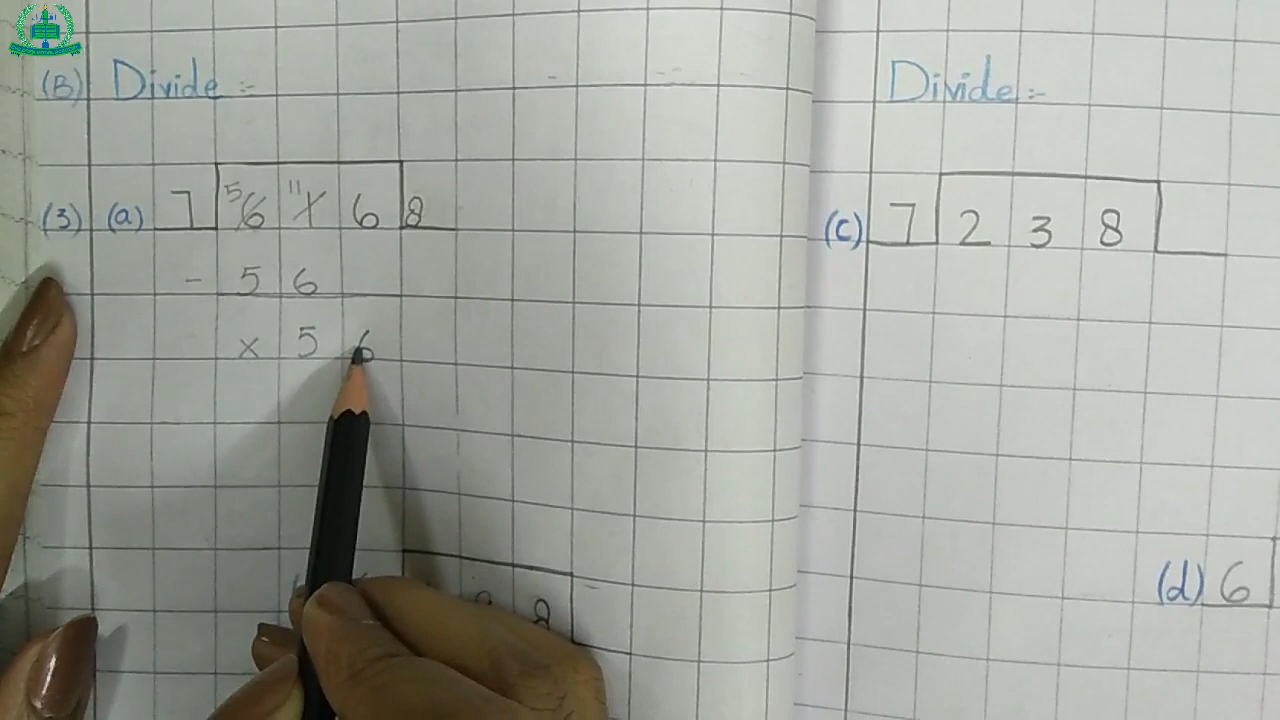 (B) Divide :-
(3) (a) 7 5 6 11 1 6 8
- 5 6
× 5 6
8
Divide :-
(c) 7 2 3 8
(d) 6